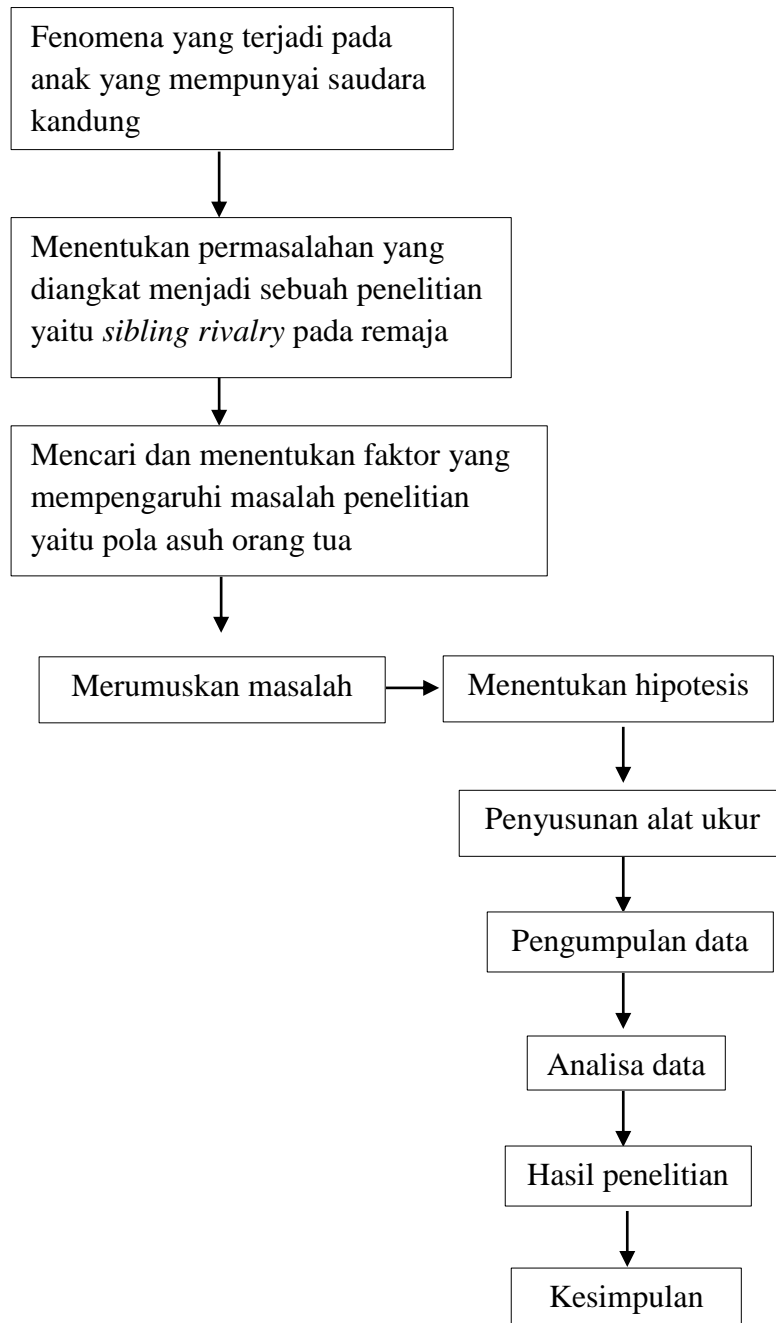 Fenomena yang terjadi pada
anak yang mempunyai saudara
kandung
Menentukan permasalahan yang
diangkat menjadi sebuah penelitian
yaitu sibling rivalry pada remaja
Mencari dan menentukan faktor yang
mempengaruhi masalah penelitian
yaitu pola asuh orang tua
Merumuskan masalah
Menentukan hipotesis
Penyusunan alat ukur
Pengumpulan data
Analisa data
Hasil penelitian
Kesimpulan